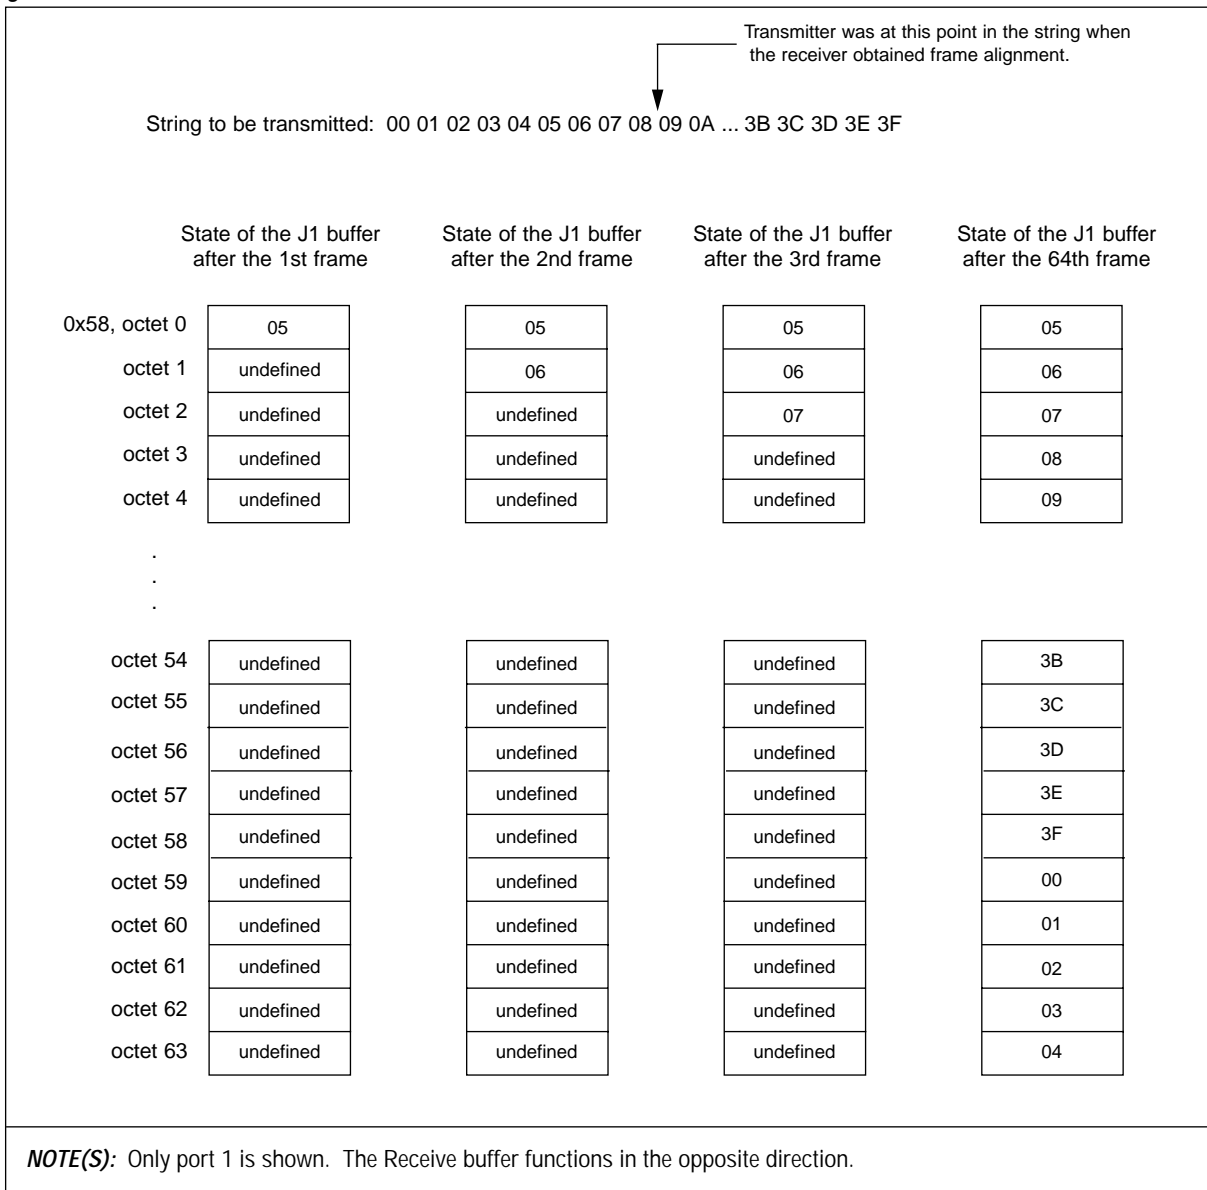 Transmitter was at this point in the string when
the receiver obtained frame alignment.
String to be transmitted: 00 01 02 03 04 05 06 07 08 09 0A ... 3B 3C 3D 3E 3F
State of the J1 buffer after the 1st frame
State of the J1 buffer after the 2nd frame
State of the J1 buffer after the 3rd frame
State of the J1 buffer after the 64th frame
0x58, octet 0 05 05 05 05
octet 1 undefined 06 06 06
octet 2 undefined undefined 07 07
octet 3 undefined undefined undefined 08
octet 4 undefined undefined undefined 09
.
.
.
octet 54 undefined undefined undefined 3B
octet 55 undefined undefined undefined 3C
octet 56 undefined undefined undefined 3D
octet 57 undefined undefined undefined 3E
octet 58 undefined undefined undefined 3F
octet 59 undefined undefined undefined 00
octet 60 undefined undefined undefined 01
octet 61 undefined undefined undefined 02
octet 62 undefined undefined undefined 03
octet 63 undefined undefined undefined 04
NOTE(S): Only port 1 is shown. The Receive buffer functions in the opposite direction.